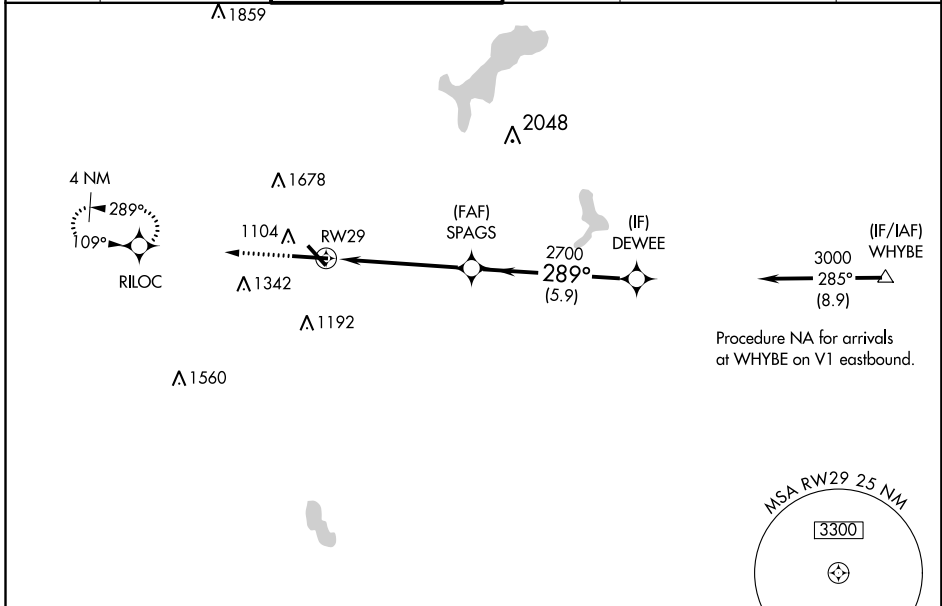 1859
2048
4 NM
1678
289°
(FAF)
SPAGS
(IF)
DEWEE
(IF/IAF)
WHYBE
1104
RW29
109°
RILOC
2700
289°
(5.9)
3000
285°
(8.9)
1342
1192
Procedure NA for arrivals
at WHYBE on V1 eastbound.
1560
MSA RW29 25 NM
3300